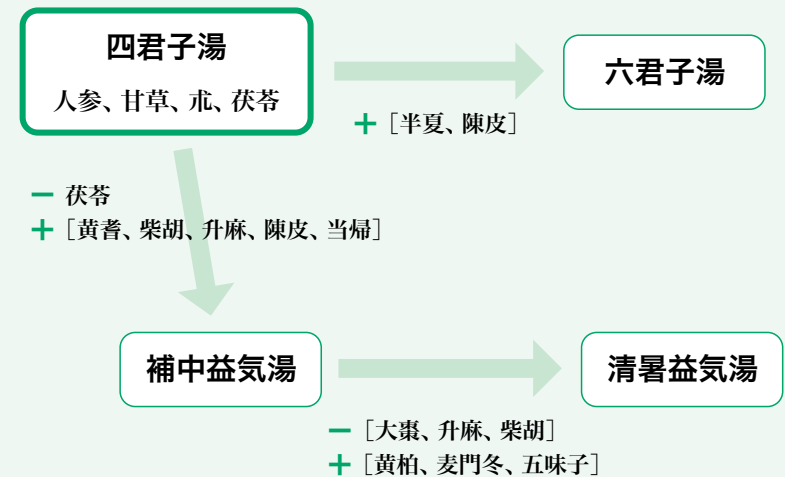 四君子湯
人参、甘草、朮、茯苓
六君子湯
＋［半夏、陳皮］
－ 茯苓
＋［黄耆、柴胡、升麻、陳皮、当帰］
補中益気湯
清暑益気湯
－［大棗、升麻、柴胡］
＋［黄柏、麦門冬、五味子］